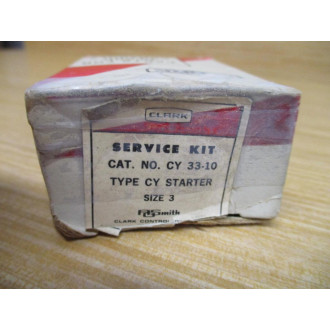 CLARK
SERVICE KIT
CAT. NO. CY 33-10
TYPE CY STARTER
SIZE 3
CLARK CONTROL